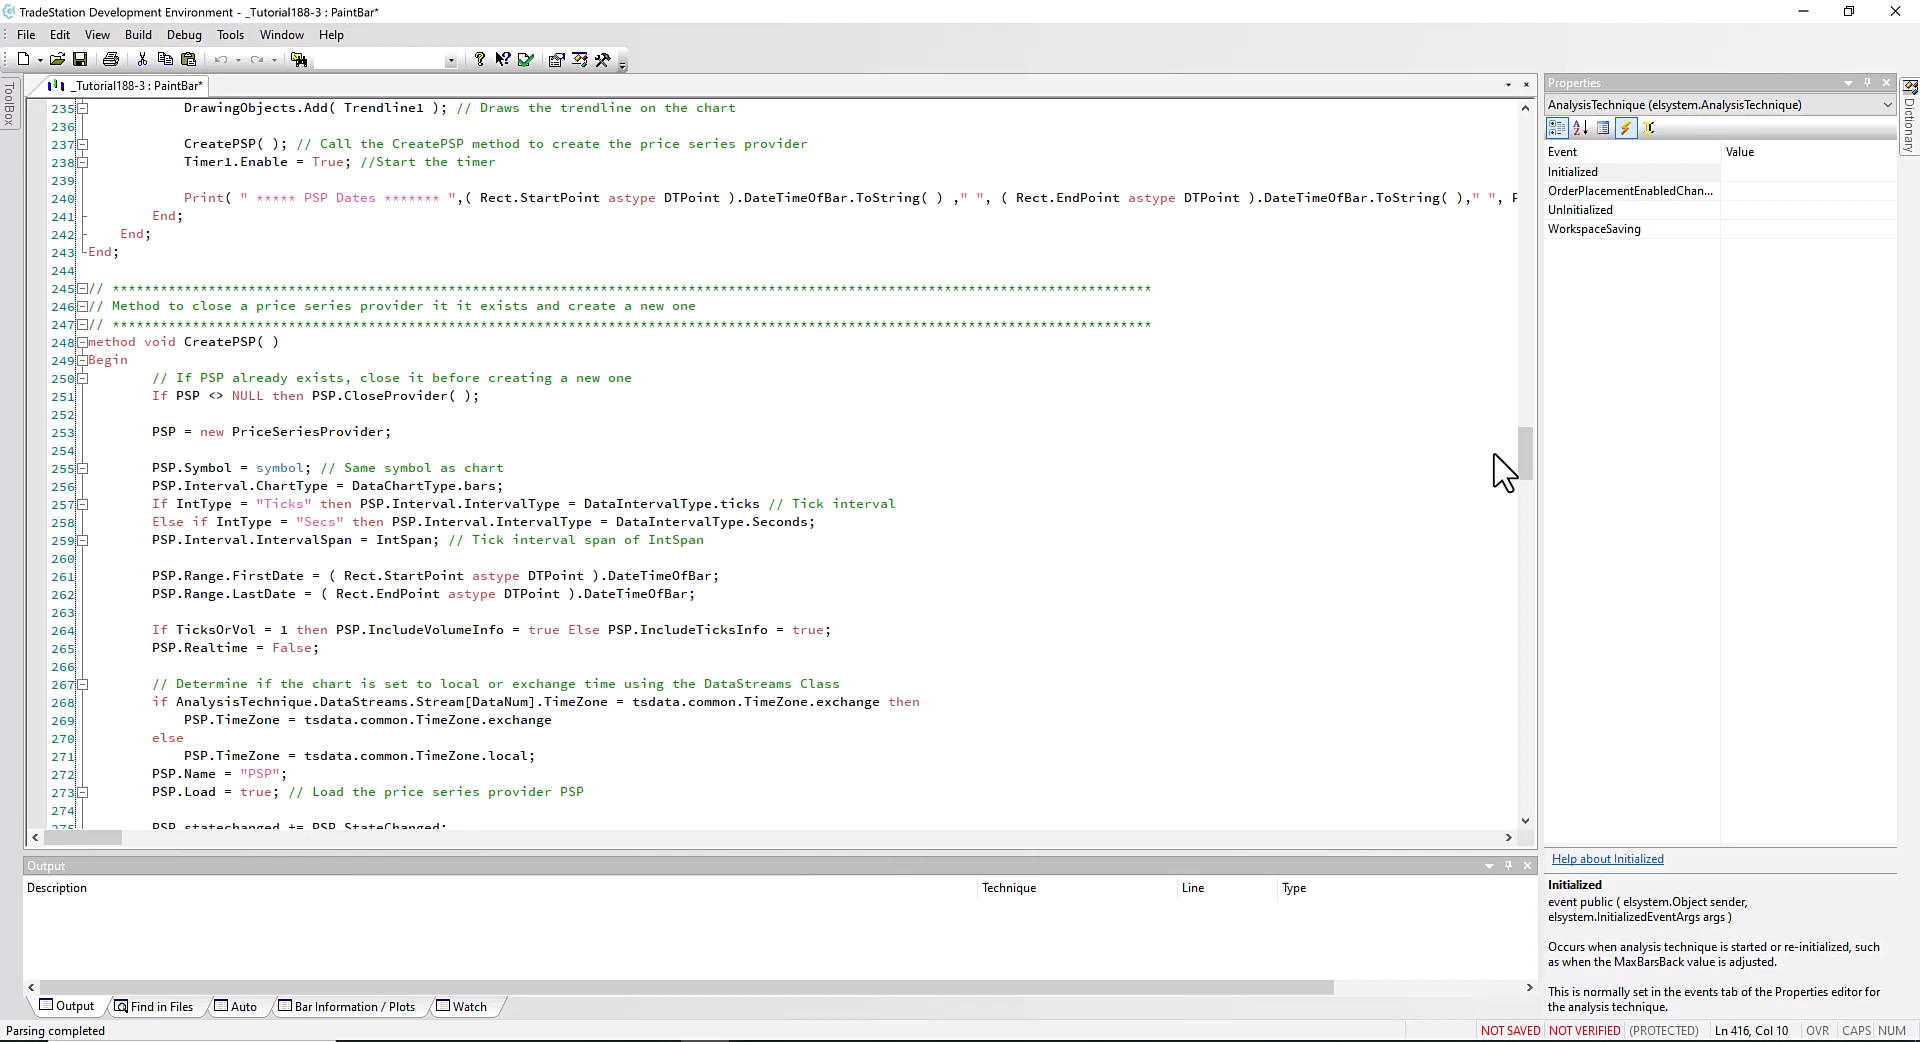 TradeStation Development Environment - _Tutorial188-3 : PaintBar*
File Edit View Build Debug Tools Window Help
ToolBox
_Tutorial188-3 : PaintBar*
235 DrawingObjects.Add( Trendline1 ); // Draws the trendline on the chart
236
237 CreatePSP( ); // Call the CreatePSP method to create the price series provider
238 Timer1.Enable = True; //Start the timer
239
240 Print( " ***** PSP Dates ******* ",( Rect.StartPoint astype DTPoint ).DateTimeOfBar.ToString( ) ," ", ( Rect.EndPoint astype DTPoint ).DateTimeOfBar.ToString( )," ",
241 End;
242 End;
243 End;
244
245 // **********************************************************************************************************************************
246 // Method to close a price series provider it it exists and create a new one
247 // **********************************************************************************************************************************
248 method void CreatePSP( )
249 Begin
250 // If PSP already exists, close it before creating a new one
251 If PSP <> NULL then PSP.CloseProvider( );
252
253 PSP = new PriceSeriesProvider;
254
255 PSP.Symbol = symbol; // Same symbol as chart
256 PSP.Interval.ChartType = DataChartType.bars;
257 If IntType = "Ticks" then PSP.Interval.IntervalType = DataIntervalType.ticks // Tick interval
258 Else if IntType = "Secs" then PSP.Interval.IntervalType = DataIntervalType.Seconds;
259 PSP.Interval.IntervalSpan = IntSpan; // Tick interval span of IntSpan
260
261 PSP.Range.FirstDate = ( Rect.StartPoint astype DTPoint ).DateTimeOfBar;
262 PSP.Range.LastDate = ( Rect.EndPoint astype DTPoint ).DateTimeOfBar;
263
264 If TicksOrVol = 1 then PSP.IncludeVolumeInfo = true Else PSP.IncludeTicksInfo = true;
265 PSP.Realtime = False;
266
267 // Determine if the chart is set to local or exchange time using the DataStreams Class
268 if AnalysisTechnique.DataStreams.Stream[DataNum].TimeZone = tsdata.common.TimeZone.exchange then
269 PSP.TimeZone = tsdata.common.TimeZone.exchange
270 else
271 PSP.TimeZone = tsdata.common.TimeZone.local;
272 PSP.Name = "PSP";
273 PSP.Load = true; // Load the price series provider PSP
274
275 PSP.statechanged += PSP_StateChanged;
Properties
AnalysisTechnique (elsystem.AnalysisTechnique)
Event Value
Initialized
OrderPlacementEnabledChan...
UnInitialized
WorkspaceSaving
Help about Initialized
Initialized
event public ( elsystem.Object sender,
elsystem.InitializedEventArgs args )
Occurs when analysis technique is started or re-initialized, such
as when the MaxBarsBack value is adjusted.
This is normally set in the events tab of the Properties editor for
the analysis technique.
Dictionary
Output
Description Technique Line Type
Output Find in Files Auto Bar Information / Plots Watch
Parsing completed NOT SAVED NOT VERIFIED (PROTECTED) Ln 416, Col 10 OVR CAPS NUM